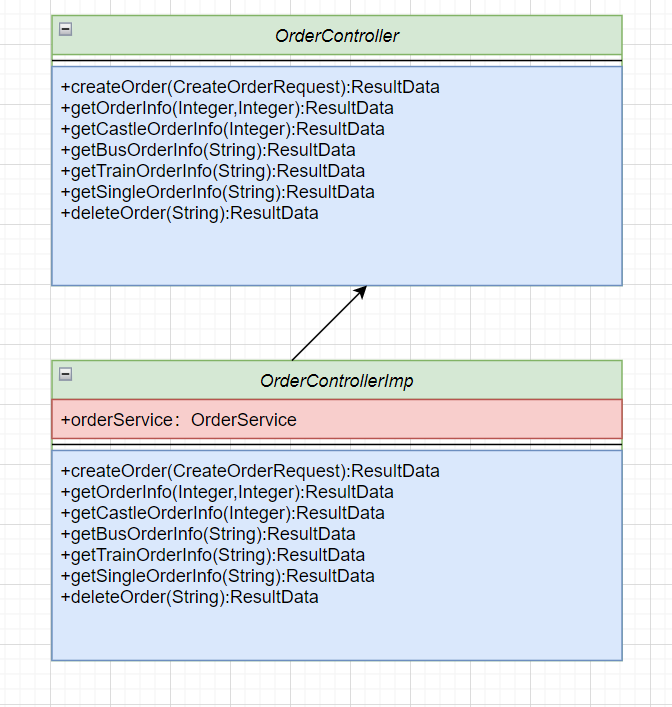 OrderController
+createOrder(CreateOrderRequest):ResultData
+getOrderInfo(Integer,Integer):ResultData
+getCastleOrderInfo(Integer):ResultData
+getBusOrderInfo(String):ResultData
+getTrainOrderInfo(String):ResultData
+getSingleOrderInfo(String):ResultData
+deleteOrder(String):ResultData
OrderControllerImp
+orderService：OrderService
+createOrder(CreateOrderRequest):ResultData
+getOrderInfo(Integer,Integer):ResultData
+getCastleOrderInfo(Integer):ResultData
+getBusOrderInfo(String):ResultData
+getTrainOrderInfo(String):ResultData
+getSingleOrderInfo(String):ResultData
+deleteOrder(String):ResultData